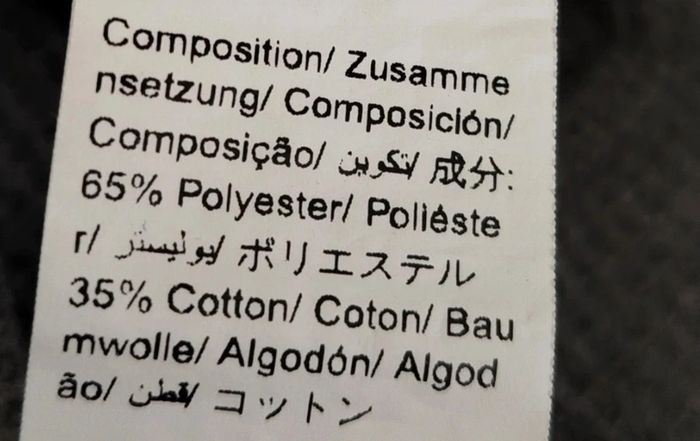 Composition/ Zusamme
nsetzung/ Composición/
Composição/ تكوين/ 成分:
65% Polyester/ Poliéste
r/ بوليستر/ ポリエステル
35% Cotton/ Coton/ Bau
mwolle/ Algodón/ Algod
ão/ قطن/ コットン